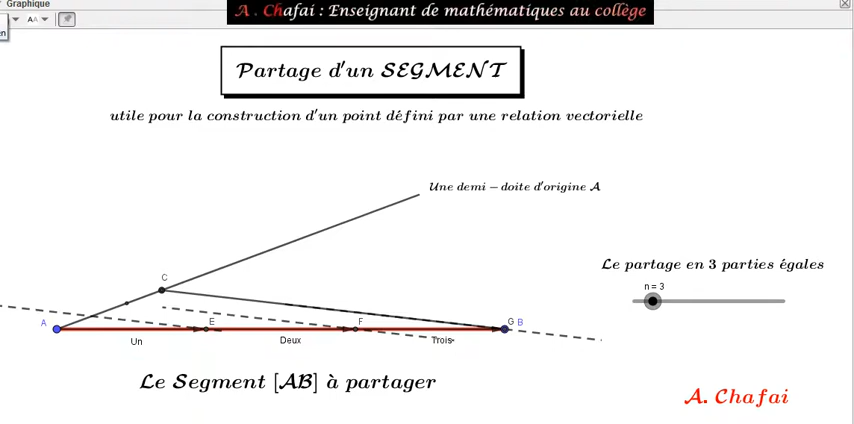 Graphique
A . Chafai : Enseignant de mathématiques au collège
en
AA
Partage d'un SEGMENT
utile pour la construction d'un point défini par une relation vectorielle
Une demi – doite d'origine A
Le partage en 3 parties égales
n = 3
C
A
E
F
G B
Un
Deux
Trois
Le Segment [AB] à partager
A. Chafai